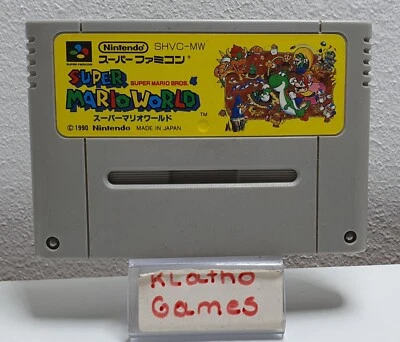 SUPER FAMICOM
Nintendo SHVC-MW
スーパーファミコン
SUPER MARIO BROS. 4
SUPER
MARIO WORLD
スーパーマリオワールド
TM
© 1990 Nintendo MADE IN JAPAN
KLatho
Games